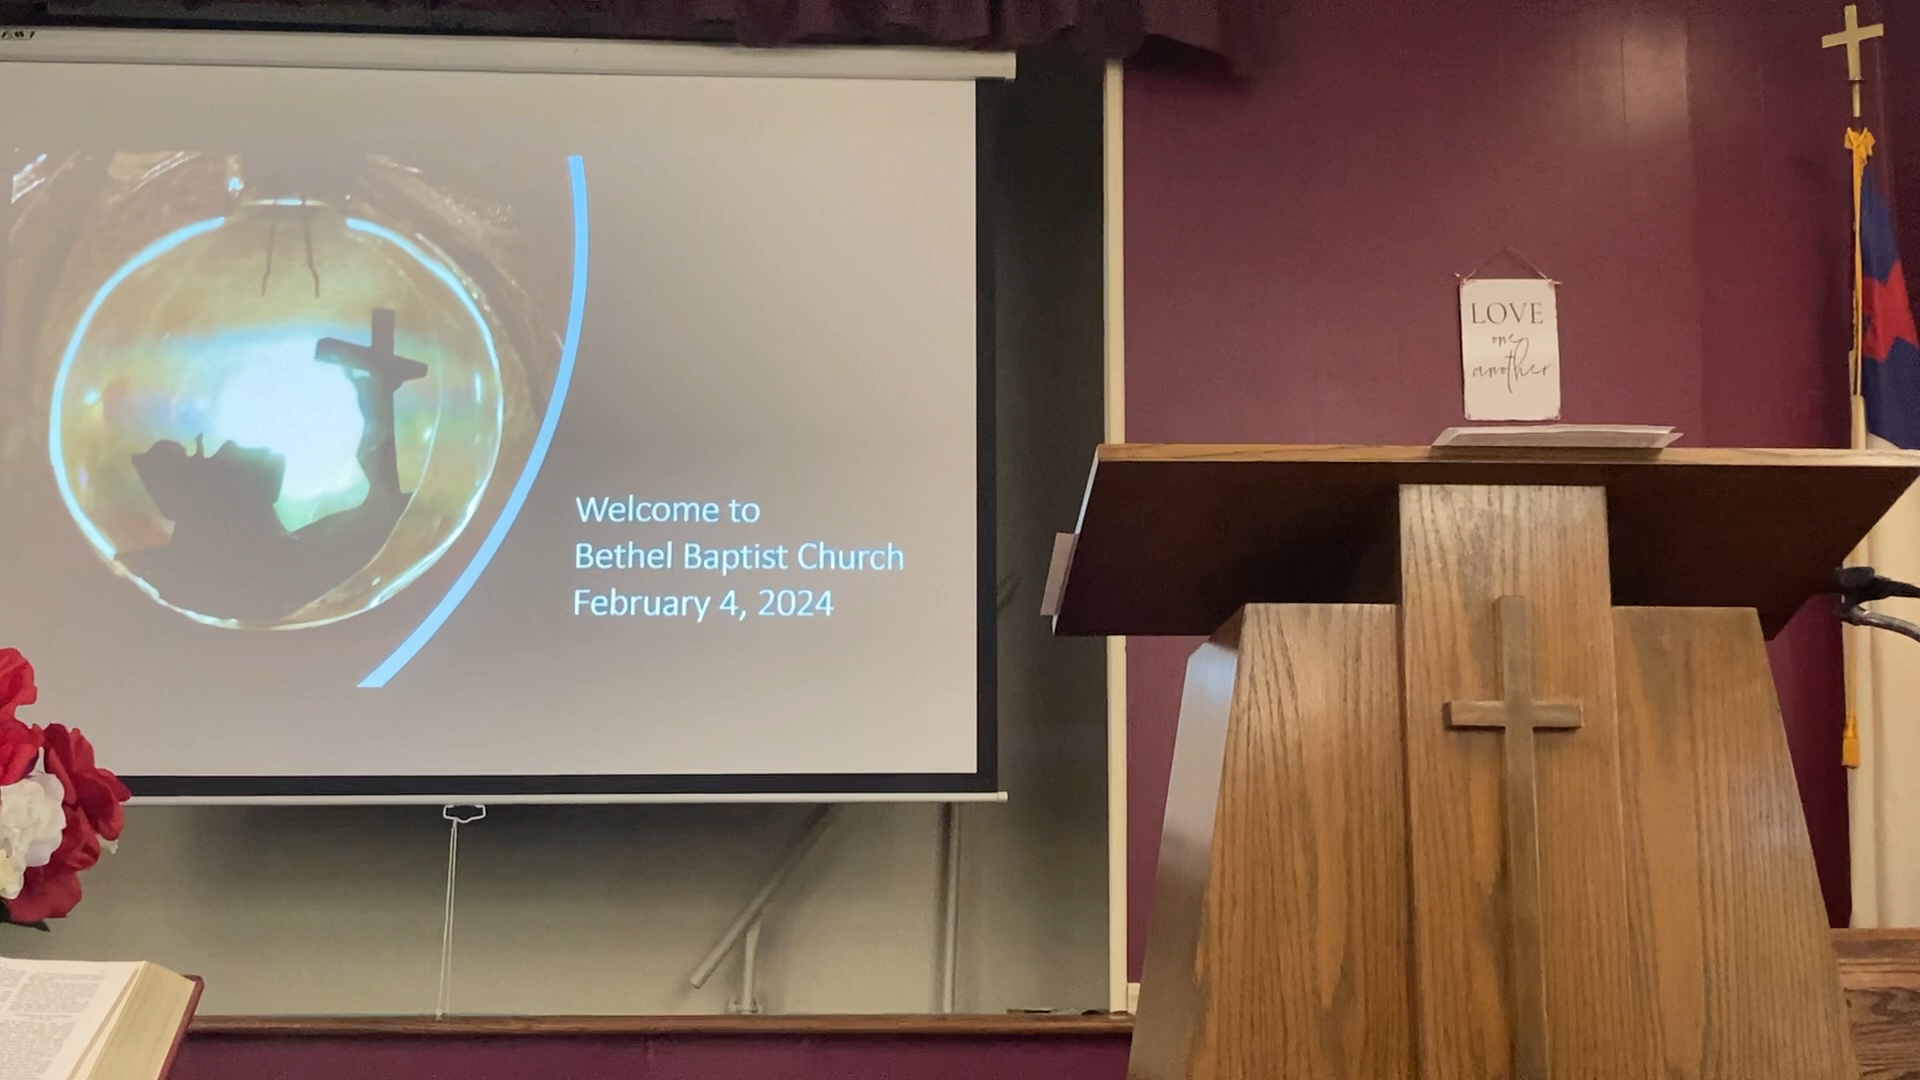 Welcome to
Bethel Baptist Church
February 4, 2024
LOVE
one
another